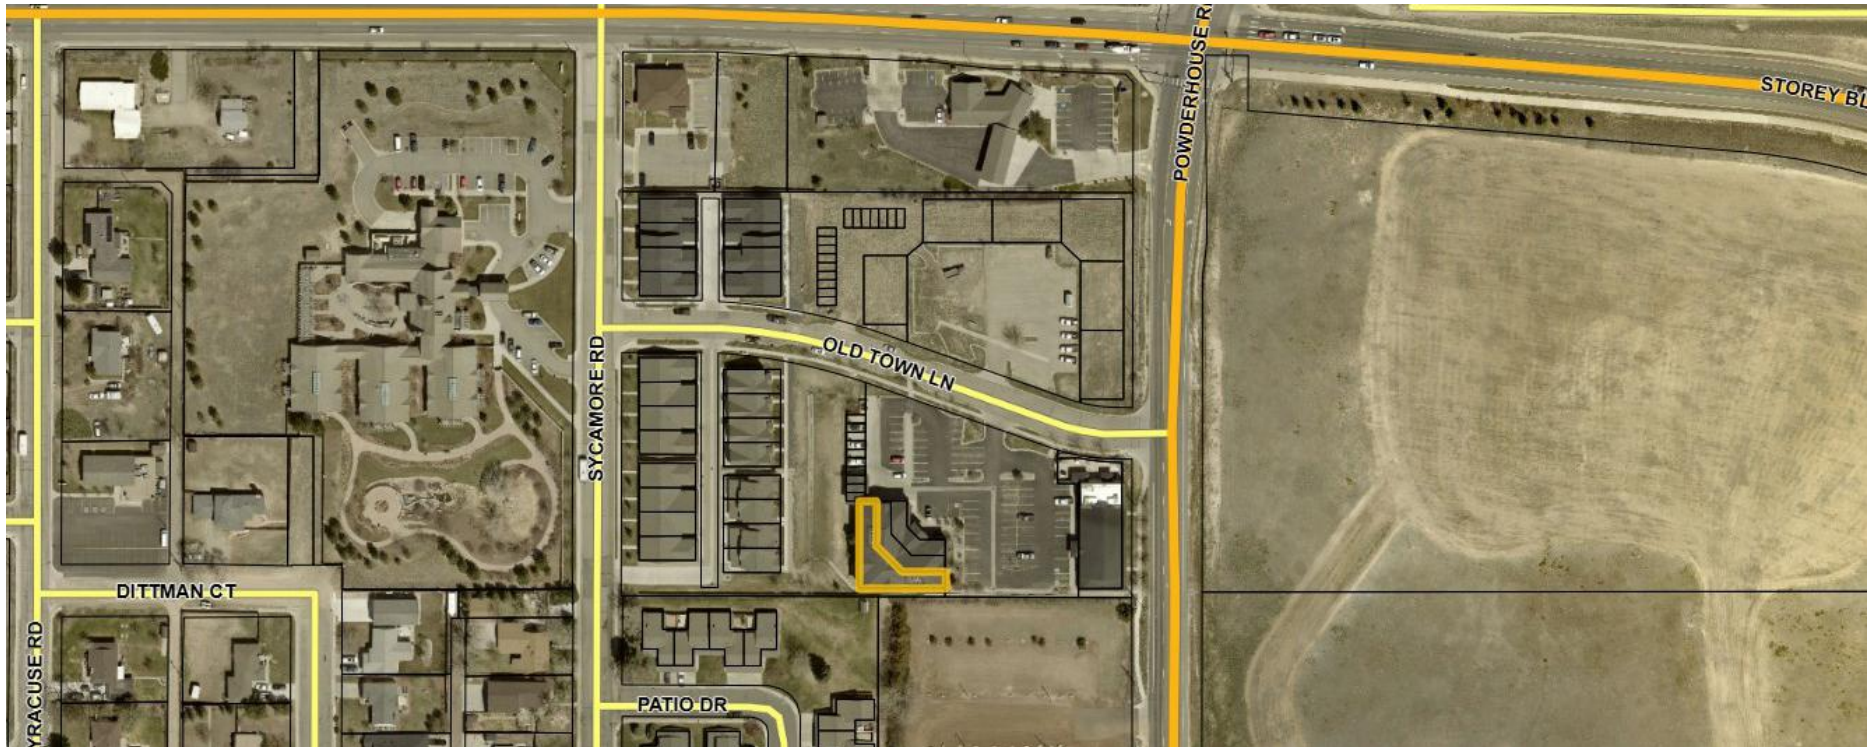 POWDERHOUSE R
STOREY BL
SYCAMORE RD
OLD TOWN LN
DITTMAN CT
YRACUSE RD
PATIO DR